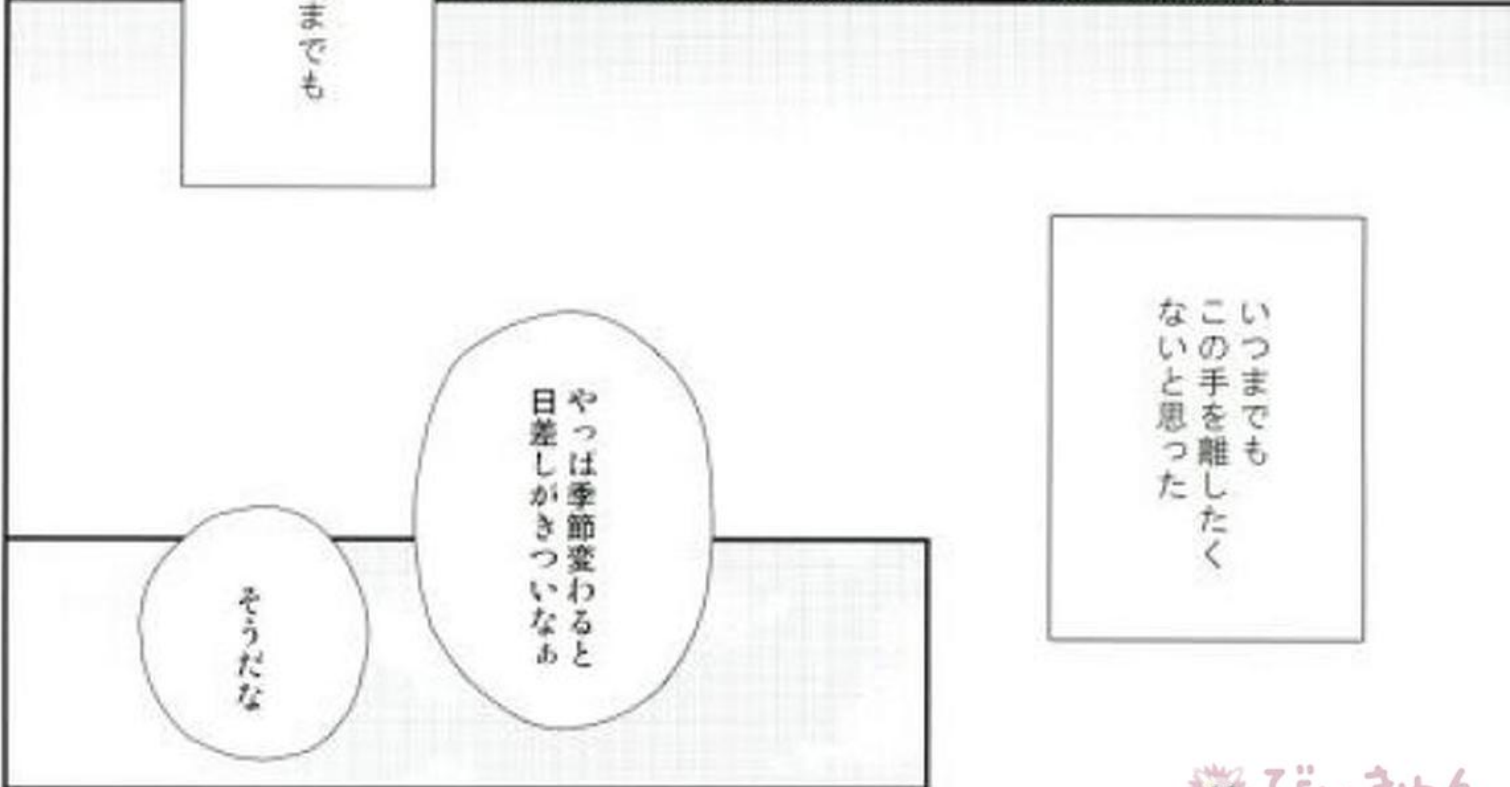 までも
いつまでも
この手を離したく
ないと思った
やっぱ季節変わると
日差しがきついなぁ
そうだな